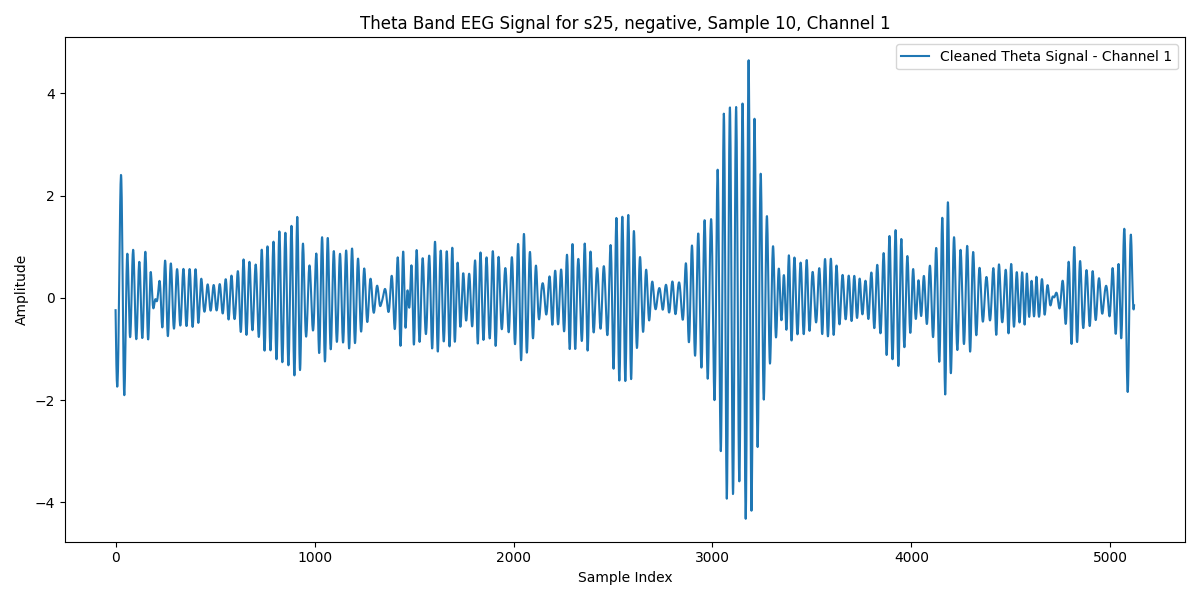 Theta Band EEG Signal for s25, negative, Sample 10, Channel 1
Cleaned Theta Signal - Channel 1
Amplitude
4
2
0
−2
−4
0 1000 2000 3000 4000 5000
Sample Index